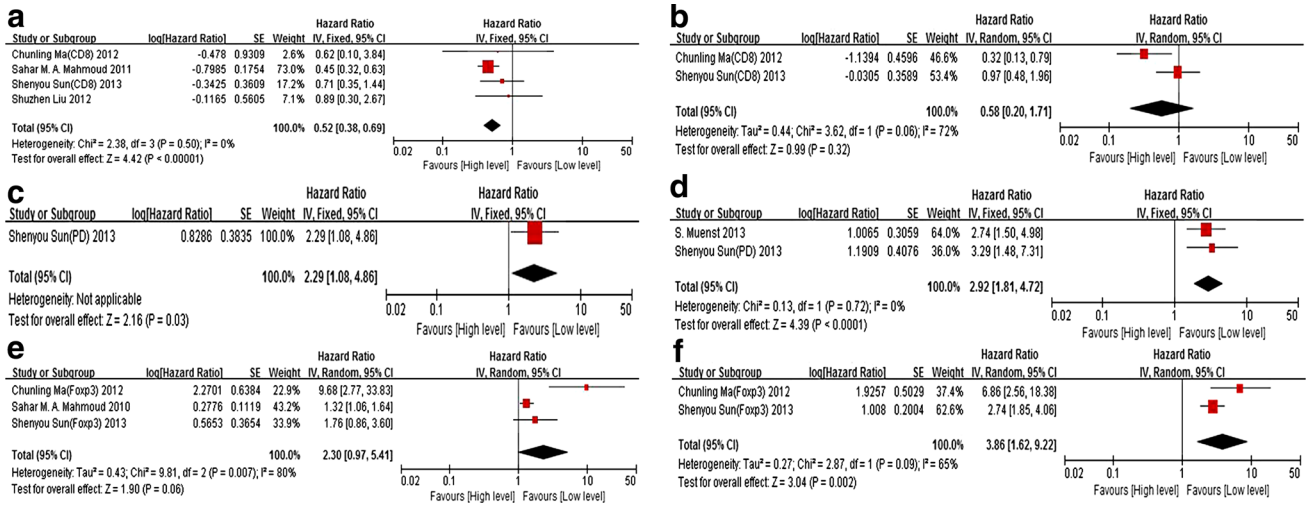 a
Hazard Ratio Hazard Ratio
Study or Subgroup log[Hazard Ratio] SE Weight IV, Fixed, 95% CI IV, Fixed, 95% CI
Chunling Ma(CD8) 2012 -0.478 0.9309 2.6% 0.62 [0.10, 3.84]
Sahar M. A. Mahmoud 2011 -0.7985 0.1754 73.0% 0.45 [0.32, 0.63]
Shenyou Sun(CD8) 2013 -0.3425 0.3609 17.2% 0.71 [0.35, 1.44]
Shuzhen Liu 2012 -0.1165 0.5605 7.1% 0.89 [0.30, 2.67]
Total (95% CI) 100.0% 0.52 [0.38, 0.69]
Heterogeneity: Chi² = 2.38, df = 3 (P = 0.50); I² = 0%
Test for overall effect: Z = 4.42 (P < 0.00001)
0.02 0.1 1 10 50
Favours [High level] Favours [Low level]
b
Hazard Ratio Hazard Ratio
Study or Subgroup log[Hazard Ratio] SE Weight IV, Random, 95% CI IV, Random, 95% CI
Chunling Ma(CD8) 2012 -1.1394 0.4596 46.6% 0.32 [0.13, 0.79]
Shenyou Sun(CD8) 2013 -0.0305 0.3589 53.4% 0.97 [0.48, 1.96]
Total (95% CI) 100.0% 0.58 [0.20, 1.71]
Heterogeneity: Tau² = 0.44; Chi² = 3.62, df = 1 (P = 0.06); I² = 72%
Test for overall effect: Z = 0.99 (P = 0.32)
0.02 0.1 1 10 50
Favours [High level] Favours [Low level]
c
Hazard Ratio Hazard Ratio
Study or Subgroup log[Hazard Ratio] SE Weight IV, Fixed, 95% CI IV, Fixed, 95% CI
Shenyou Sun(PD) 2013 0.8286 0.3835 100.0% 2.29 [1.08, 4.86]
Total (95% CI) 100.0% 2.29 [1.08, 4.86]
Heterogeneity: Not applicable
Test for overall effect: Z = 2.16 (P = 0.03)
0.02 0.1 1 10 50
Favours [High level] Favours [Low level]
d
Hazard Ratio Hazard Ratio
Study or Subgroup log[Hazard Ratio] SE Weight IV, Fixed, 95% CI IV, Fixed, 95% CI
S. Muenst 2013 1.0065 0.3059 64.0% 2.74 [1.50, 4.98]
Shenyou Sun(PD) 2013 1.1909 0.4076 36.0% 3.29 [1.48, 7.31]
Total (95% CI) 100.0% 2.92 [1.81, 4.72]
Heterogeneity: Chi² = 0.13, df = 1 (P = 0.72); I² = 0%
Test for overall effect: Z = 4.39 (P < 0.0001)
0.02 0.1 1 10 50
Favours [High level] Favours [Low level]
e
Hazard Ratio Hazard Ratio
Study or Subgroup log[Hazard Ratio] SE Weight IV, Random, 95% CI IV, Random, 95% CI
Chunling Ma(Foxp3) 2012 2.2701 0.6384 22.9% 9.68 [2.77, 33.83]
Sahar M. A. Mahmoud 2010 0.2776 0.1119 43.2% 1.32 [1.06, 1.64]
Shenyou Sun(Foxp3) 2013 0.5653 0.3654 33.9% 1.76 [0.86, 3.60]
Total (95% CI) 100.0% 2.30 [0.97, 5.41]
Heterogeneity: Tau² = 0.43; Chi² = 9.81, df = 2 (P = 0.007); I² = 80%
Test for overall effect: Z = 1.90 (P = 0.06)
0.02 0.1 1 10 50
Favours [High level] Favours [Low level]
f
Hazard Ratio Hazard Ratio
Study or Subgroup log[Hazard Ratio] SE Weight IV, Random, 95% CI IV, Random, 95% CI
Chunling Ma(Foxp3) 2012 1.9257 0.5029 37.4% 6.86 [2.56, 18.38]
Shenyou Sun(Foxp3) 2013 1.008 0.2004 62.6% 2.74 [1.85, 4.06]
Total (95% CI) 100.0% 3.86 [1.62, 9.22]
Heterogeneity: Tau² = 0.27; Chi² = 2.87, df = 1 (P = 0.09); I² = 65%
Test for overall effect: Z = 3.04 (P = 0.002)
0.02 0.1 1 10 50
Favours [High level] Favours [Low level]